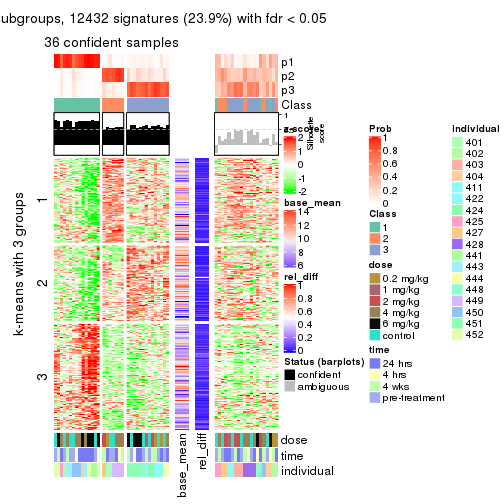 ubgroups, 12432 signatures (23.9%) with fdr < 0.05
36 confident samples
p1
p2
p3
Class
1
Silhouette
score
z-score
2
1
0
-1
-2
base_mean
14
12
10
8
6
rel_diff
1
0.8
0.6
0.4
0.2
0
Status (barplots)
confident
ambiguous
Prob
1
0.8
0.6
0.4
0.2
0
Class
1
2
3
dose
0.2 mg/kg
1 mg/kg
2 mg/kg
4 mg/kg
6 mg/kg
control
time
24 hrs
4 hrs
4 wks
pre-treatment
individual
401
402
403
404
411
422
424
425
427
428
441
443
444
448
449
450
451
452
k-means with 3 groups
1
2
3
dose
time
individual
base_mean
rel_diff